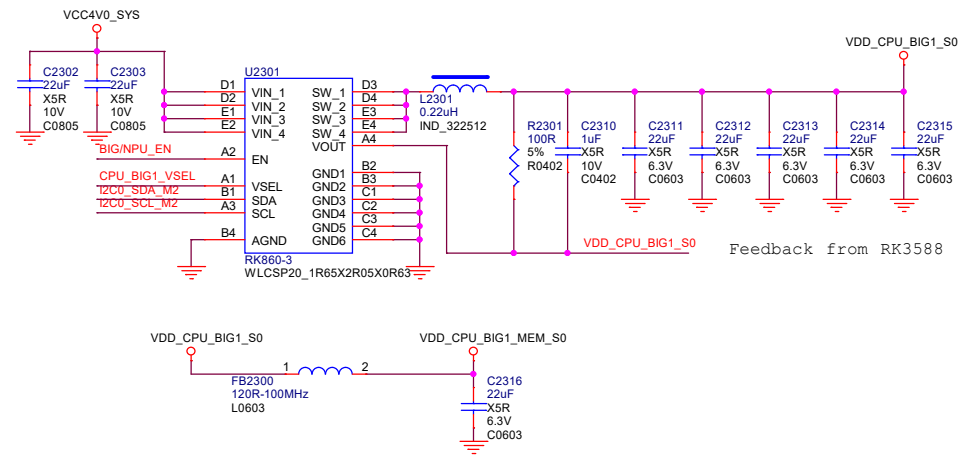 VCC4V0_SYS
VDD_CPU_BIG1_S0
C2302
22uF
X5R
10V
C0805
C2303
22uF
X5R
10V
C0805
U2301
D1
D2
E1
E2
VIN_1
VIN_2
VIN_3
VIN_4
SW_1
SW_2
SW_3
SW_4
VOUT
D3
D4
E3
E4
A4
L2301
0.22uH
IND_322512
R2301
100R
5%
R0402
C2310
1uF
X5R
10V
C0402
C2311
22uF
X5R
6.3V
C0603
C2312
22uF
X5R
6.3V
C0603
C2313
22uF
X5R
6.3V
C0603
C2314
22uF
X5R
6.3V
C0603
C2315
22uF
X5R
6.3V
C0603
BIG/NPU_EN
A2
EN
CPU_BIG1_VSEL
A1
VSEL
I2C0_SDA_M2
B1
SDA
I2C0_SCL_M2
A3
SCL
B4
AGND
GND1
GND2
GND3
GND4
GND5
GND6
B2
B3
C1
C2
C3
C4
RK860-3
WLCSP20_1R65X2R05X0R63
VDD_CPU_BIG1_S0
Feedback from RK3588
VDD_CPU_BIG1_S0
VDD_CPU_BIG1_MEM_S0
1
2
FB2300
120R-100MHz
L0603
C2316
22uF
X5R
6.3V
C0603